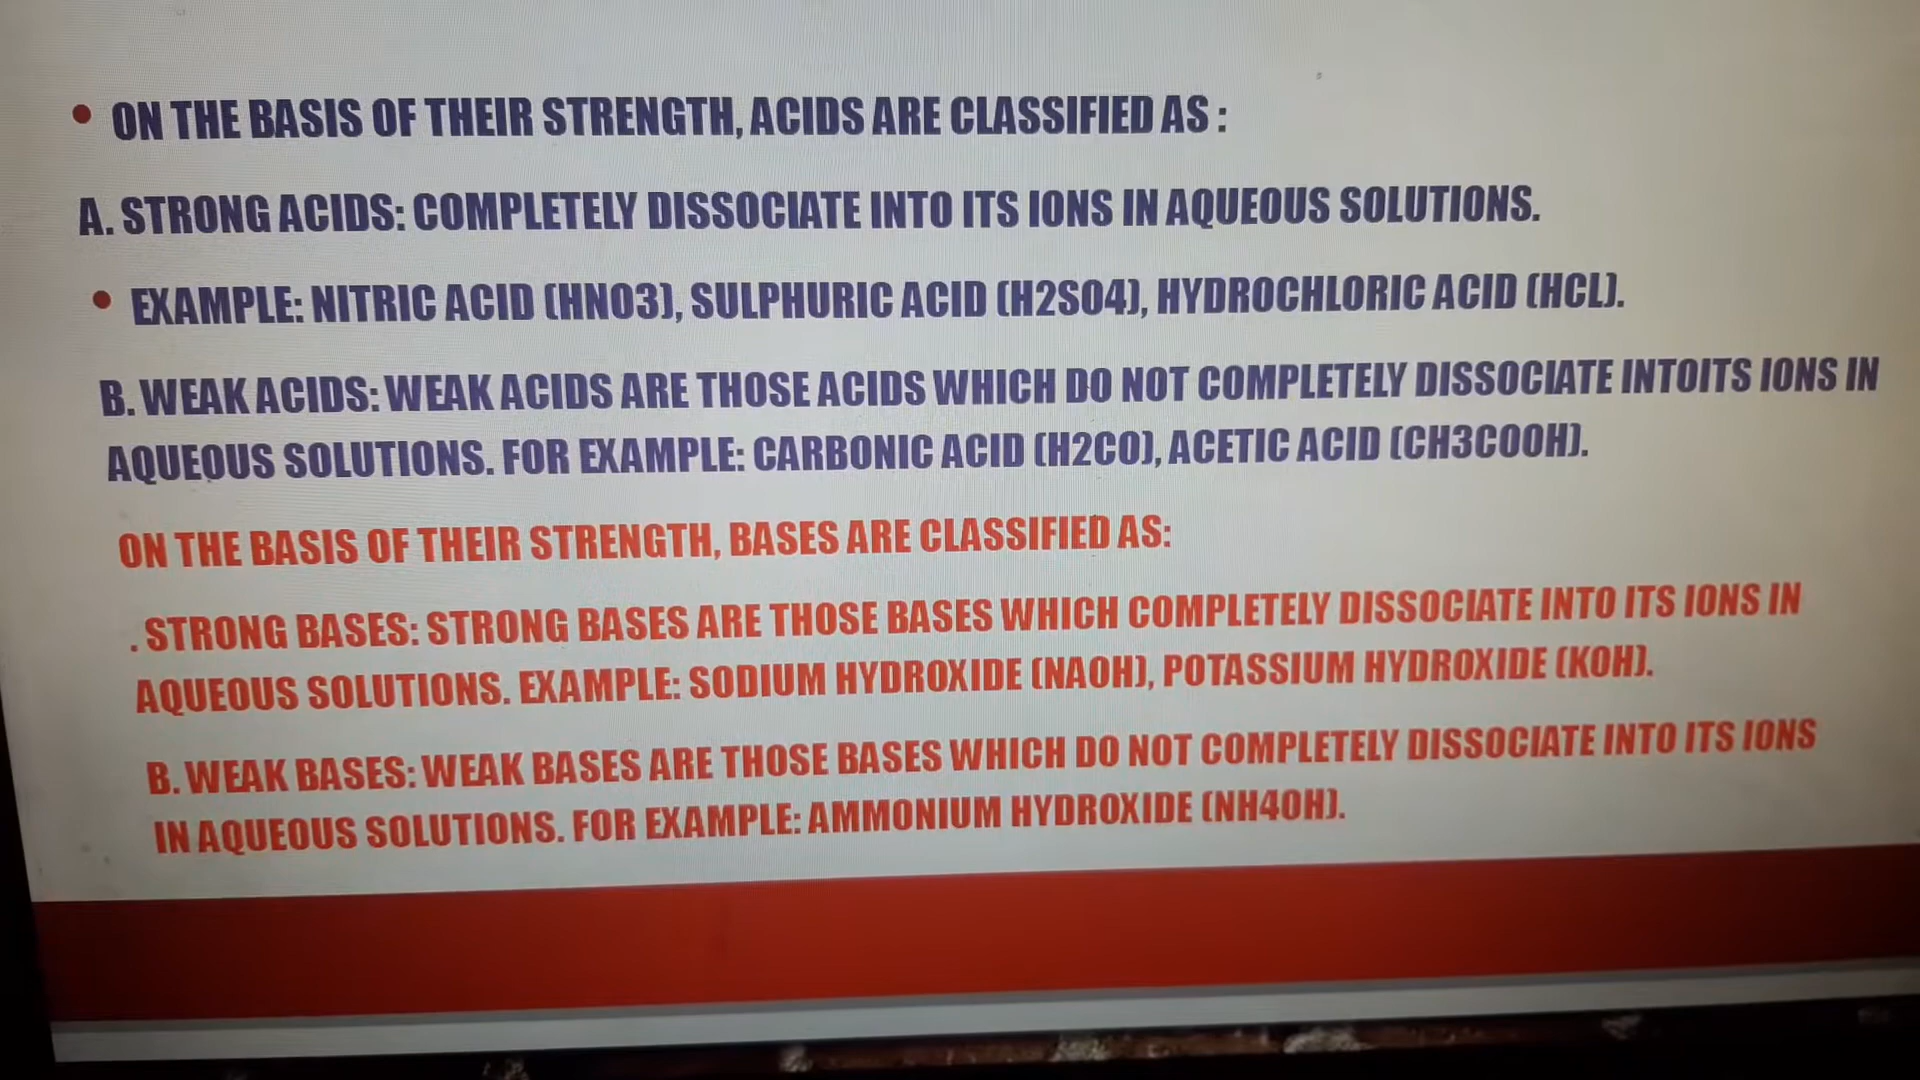 • ON THE BASIS OF THEIR STRENGTH, ACIDS ARE CLASSIFIED AS :
A. STRONG ACIDS: COMPLETELY DISSOCIATE INTO ITS IONS IN AQUEOUS SOLUTIONS.
• EXAMPLE: NITRIC ACID (HNO3), SULPHURIC ACID (H2SO4), HYDROCHLORIC ACID (HCL).
B. WEAK ACIDS: WEAK ACIDS ARE THOSE ACIDS WHICH DO NOT COMPLETELY DISSOCIATE INTOITS IONS IN
AQUEOUS SOLUTIONS. FOR EXAMPLE: CARBONIC ACID (H2CO), ACETIC ACID (CH3COOH).
ON THE BASIS OF THEIR STRENGTH, BASES ARE CLASSIFIED AS:
. STRONG BASES: STRONG BASES ARE THOSE BASES WHICH COMPLETELY DISSOCIATE INTO ITS IONS IN
AQUEOUS SOLUTIONS. EXAMPLE: SODIUM HYDROXIDE (NAOH), POTASSIUM HYDROXIDE (KOH).
B. WEAK BASES: WEAK BASES ARE THOSE BASES WHICH DO NOT COMPLETELY DISSOCIATE INTO ITS IONS
IN AQUEOUS SOLUTIONS. FOR EXAMPLE: AMMONIUM HYDROXIDE (NH4OH).